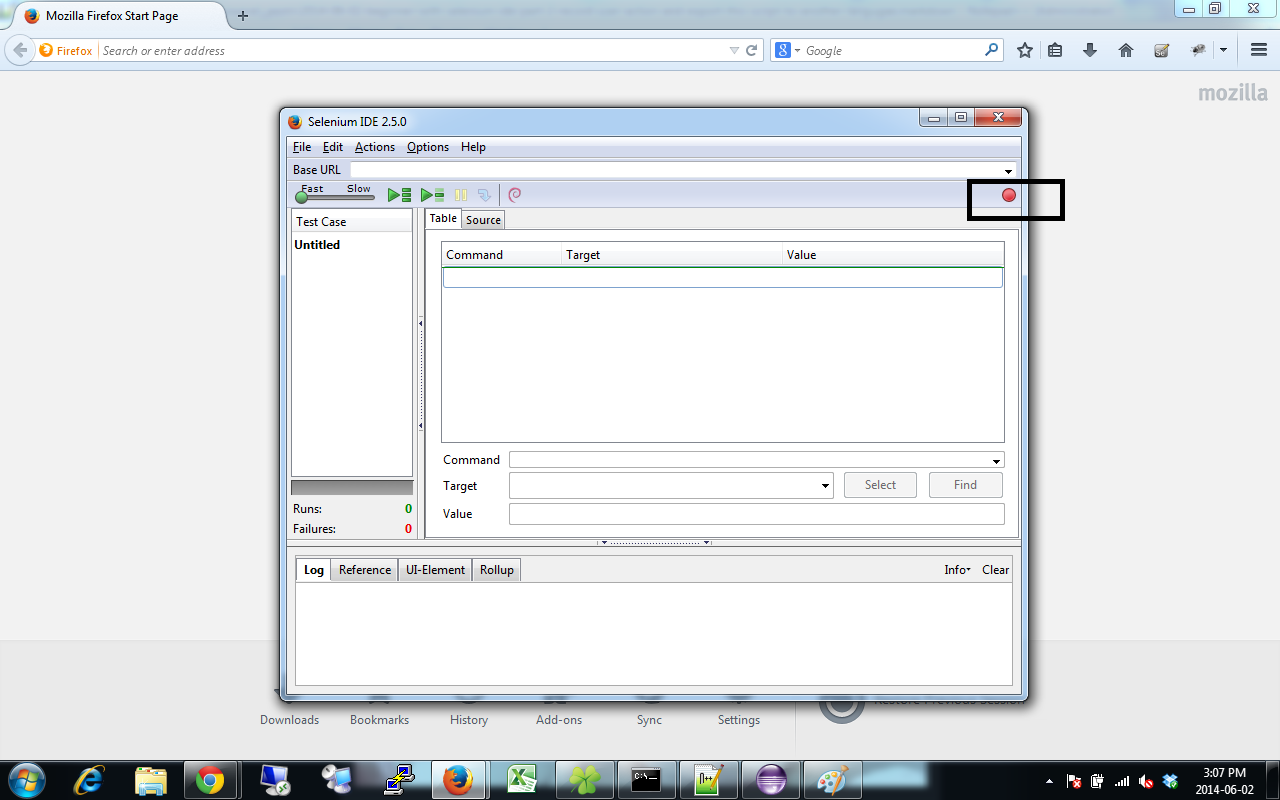 Mozilla Firefox Start Page
Firefox Search or enter address
Google
mozilla
Selenium IDE 2.5.0
File Edit Actions Options Help
Base URL
Fast Slow
Test Case
Table Source
Untitled
Command Target Value
Command
Target Select Find
Value
Runs: 0
Failures: 0
Log Reference UI-Element Rollup Info Clear
Restore Previous Session
Downloads Bookmarks History Add-ons Sync Settings
3:07 PM
2014-06-02